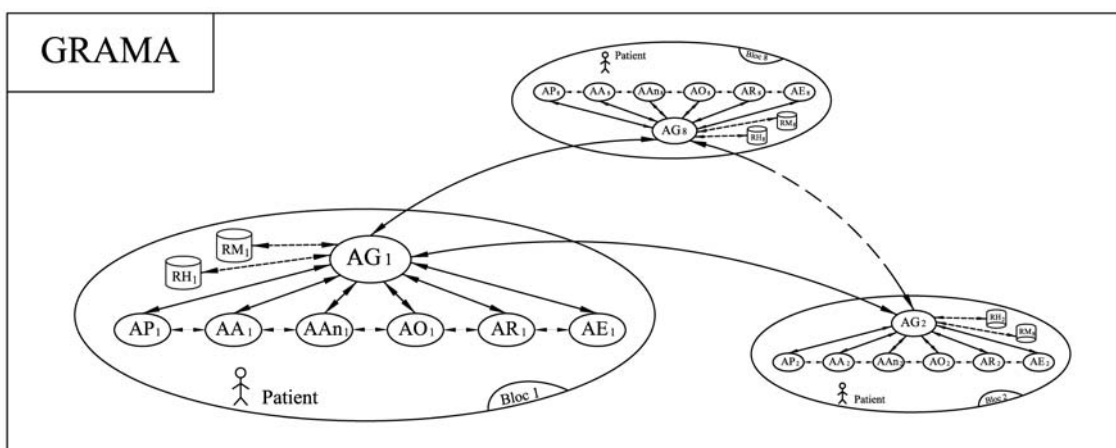 GRAMA
Patient
Bloc 8
AP8 AA8 AAn8 AO8 AR8 AE8
AG8
RM8
RH8
RM1
AG1
RH1
AP1 AA1 AAn1 AO1 AR1 AE1
Patient
Bloc 1
AG2
RH2
AP2 AA2 AAn2 AO2 AR2 AE2
Patient
Bloc 2